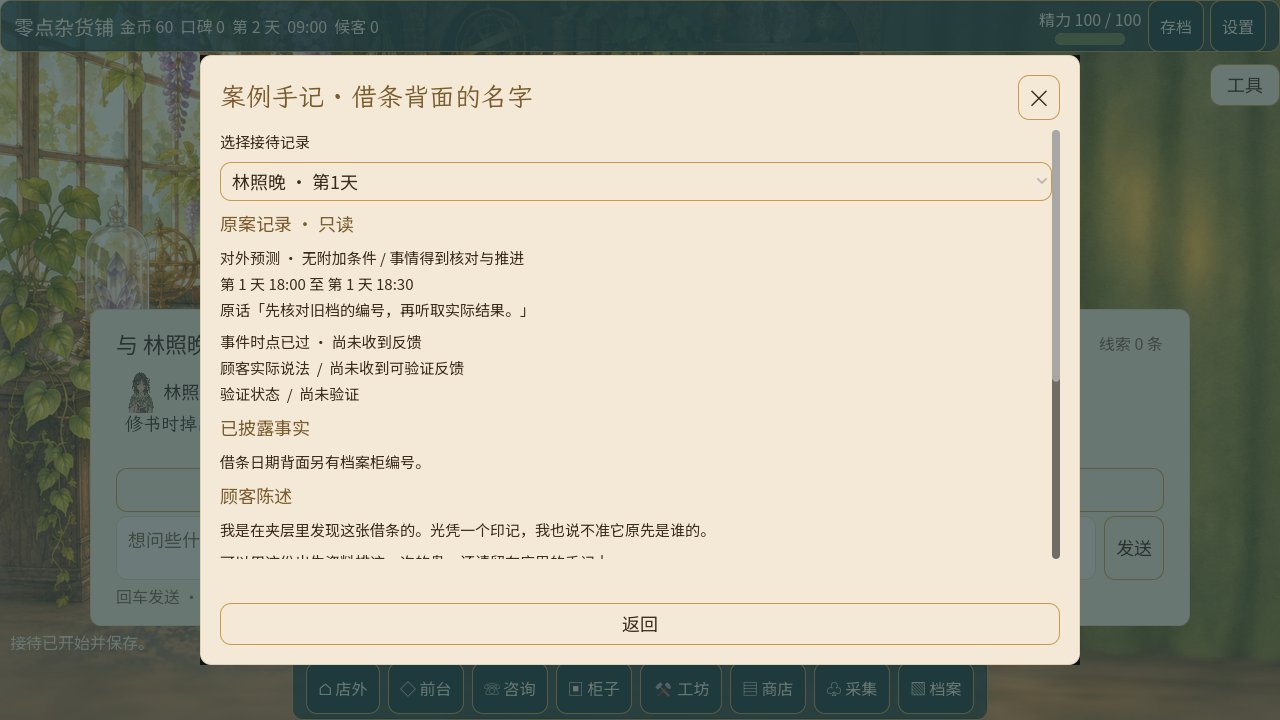 零点杂货铺 金币 60 口碑 0 第 2 天 09:00 候客 0
精力 100 / 100
存档
设置
工具
案例手记·借条背面的名字
选择接待记录
林照晚 · 第1天
原案记录 · 只读
对外预测 · 无附加条件 / 事情得到核对与推进
第 1 天 18:00 至 第 1 天 18:30
原话「先核对旧档的编号，再听取实际结果。」
事件时点已过 · 尚未收到反馈
顾客实际说法 / 尚未收到可验证反馈
验证状态 / 尚未验证
已披露事实
借条日期背面另有档案柜编号。
顾客陈述
我是在夹层里发现这张借条的。光凭一个印记，我也说不准它原先是谁的。
返回
与 林照晚
线索 0 条
林照
修书时掉
想问些什
发送
回车发送 ·
接待已开始并保存。
店外
前台
咨询
柜子
工坊
商店
采集
档案